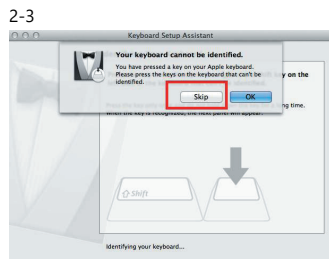 2-3
Keyboard Setup Assistant
Your keyboard cannot be identified.
You have pressed a key on your Apple keyboard.
Please press the keys on the keyboard that can't be
identified.
key on the
Skip
OK
ng time.
When the key is recognized, the next panel will appear.
Shift
Identifying your keyboard...